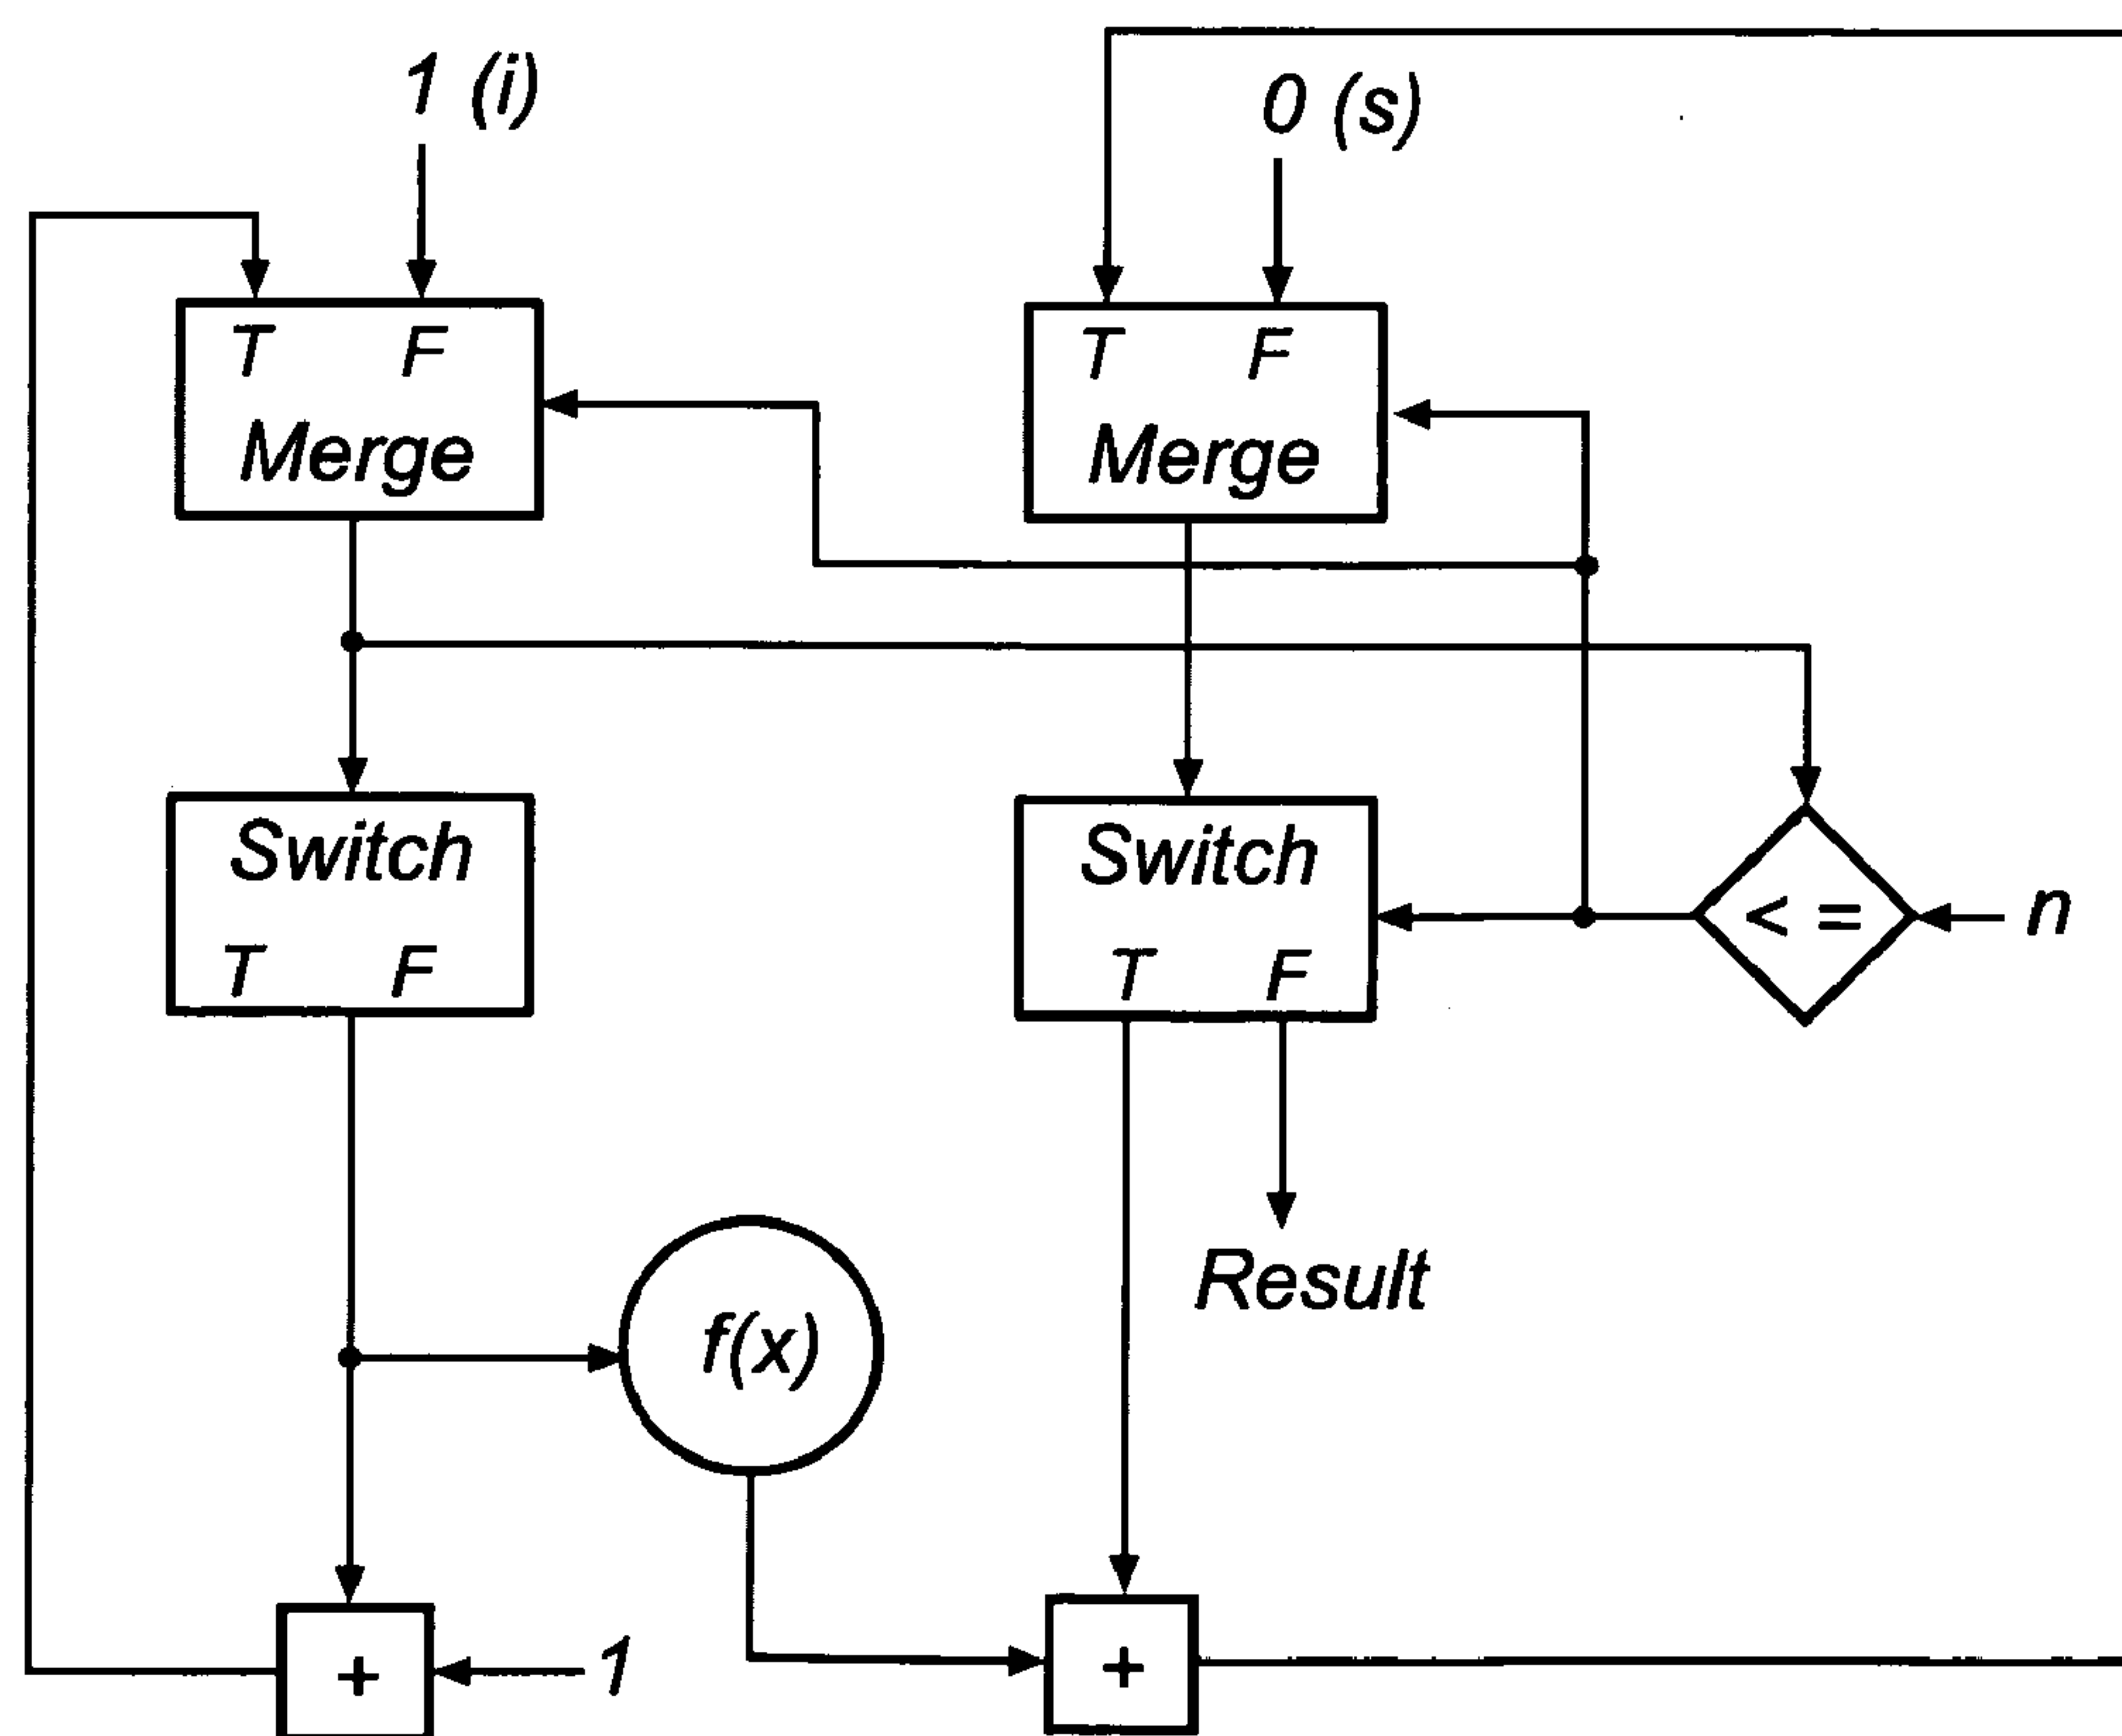 1 (i)
0 (s)
T F
Merge
T F
Merge
Switch
T F
Switch
T F
< =
n
f(x)
Result
+
1
+